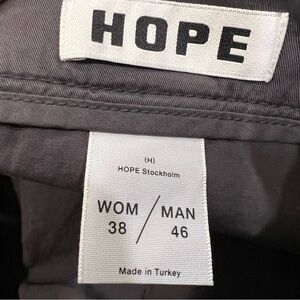 HOPE
(H)
HOPE Stockholm
WOM / MAN
38 46
Made in Turkey